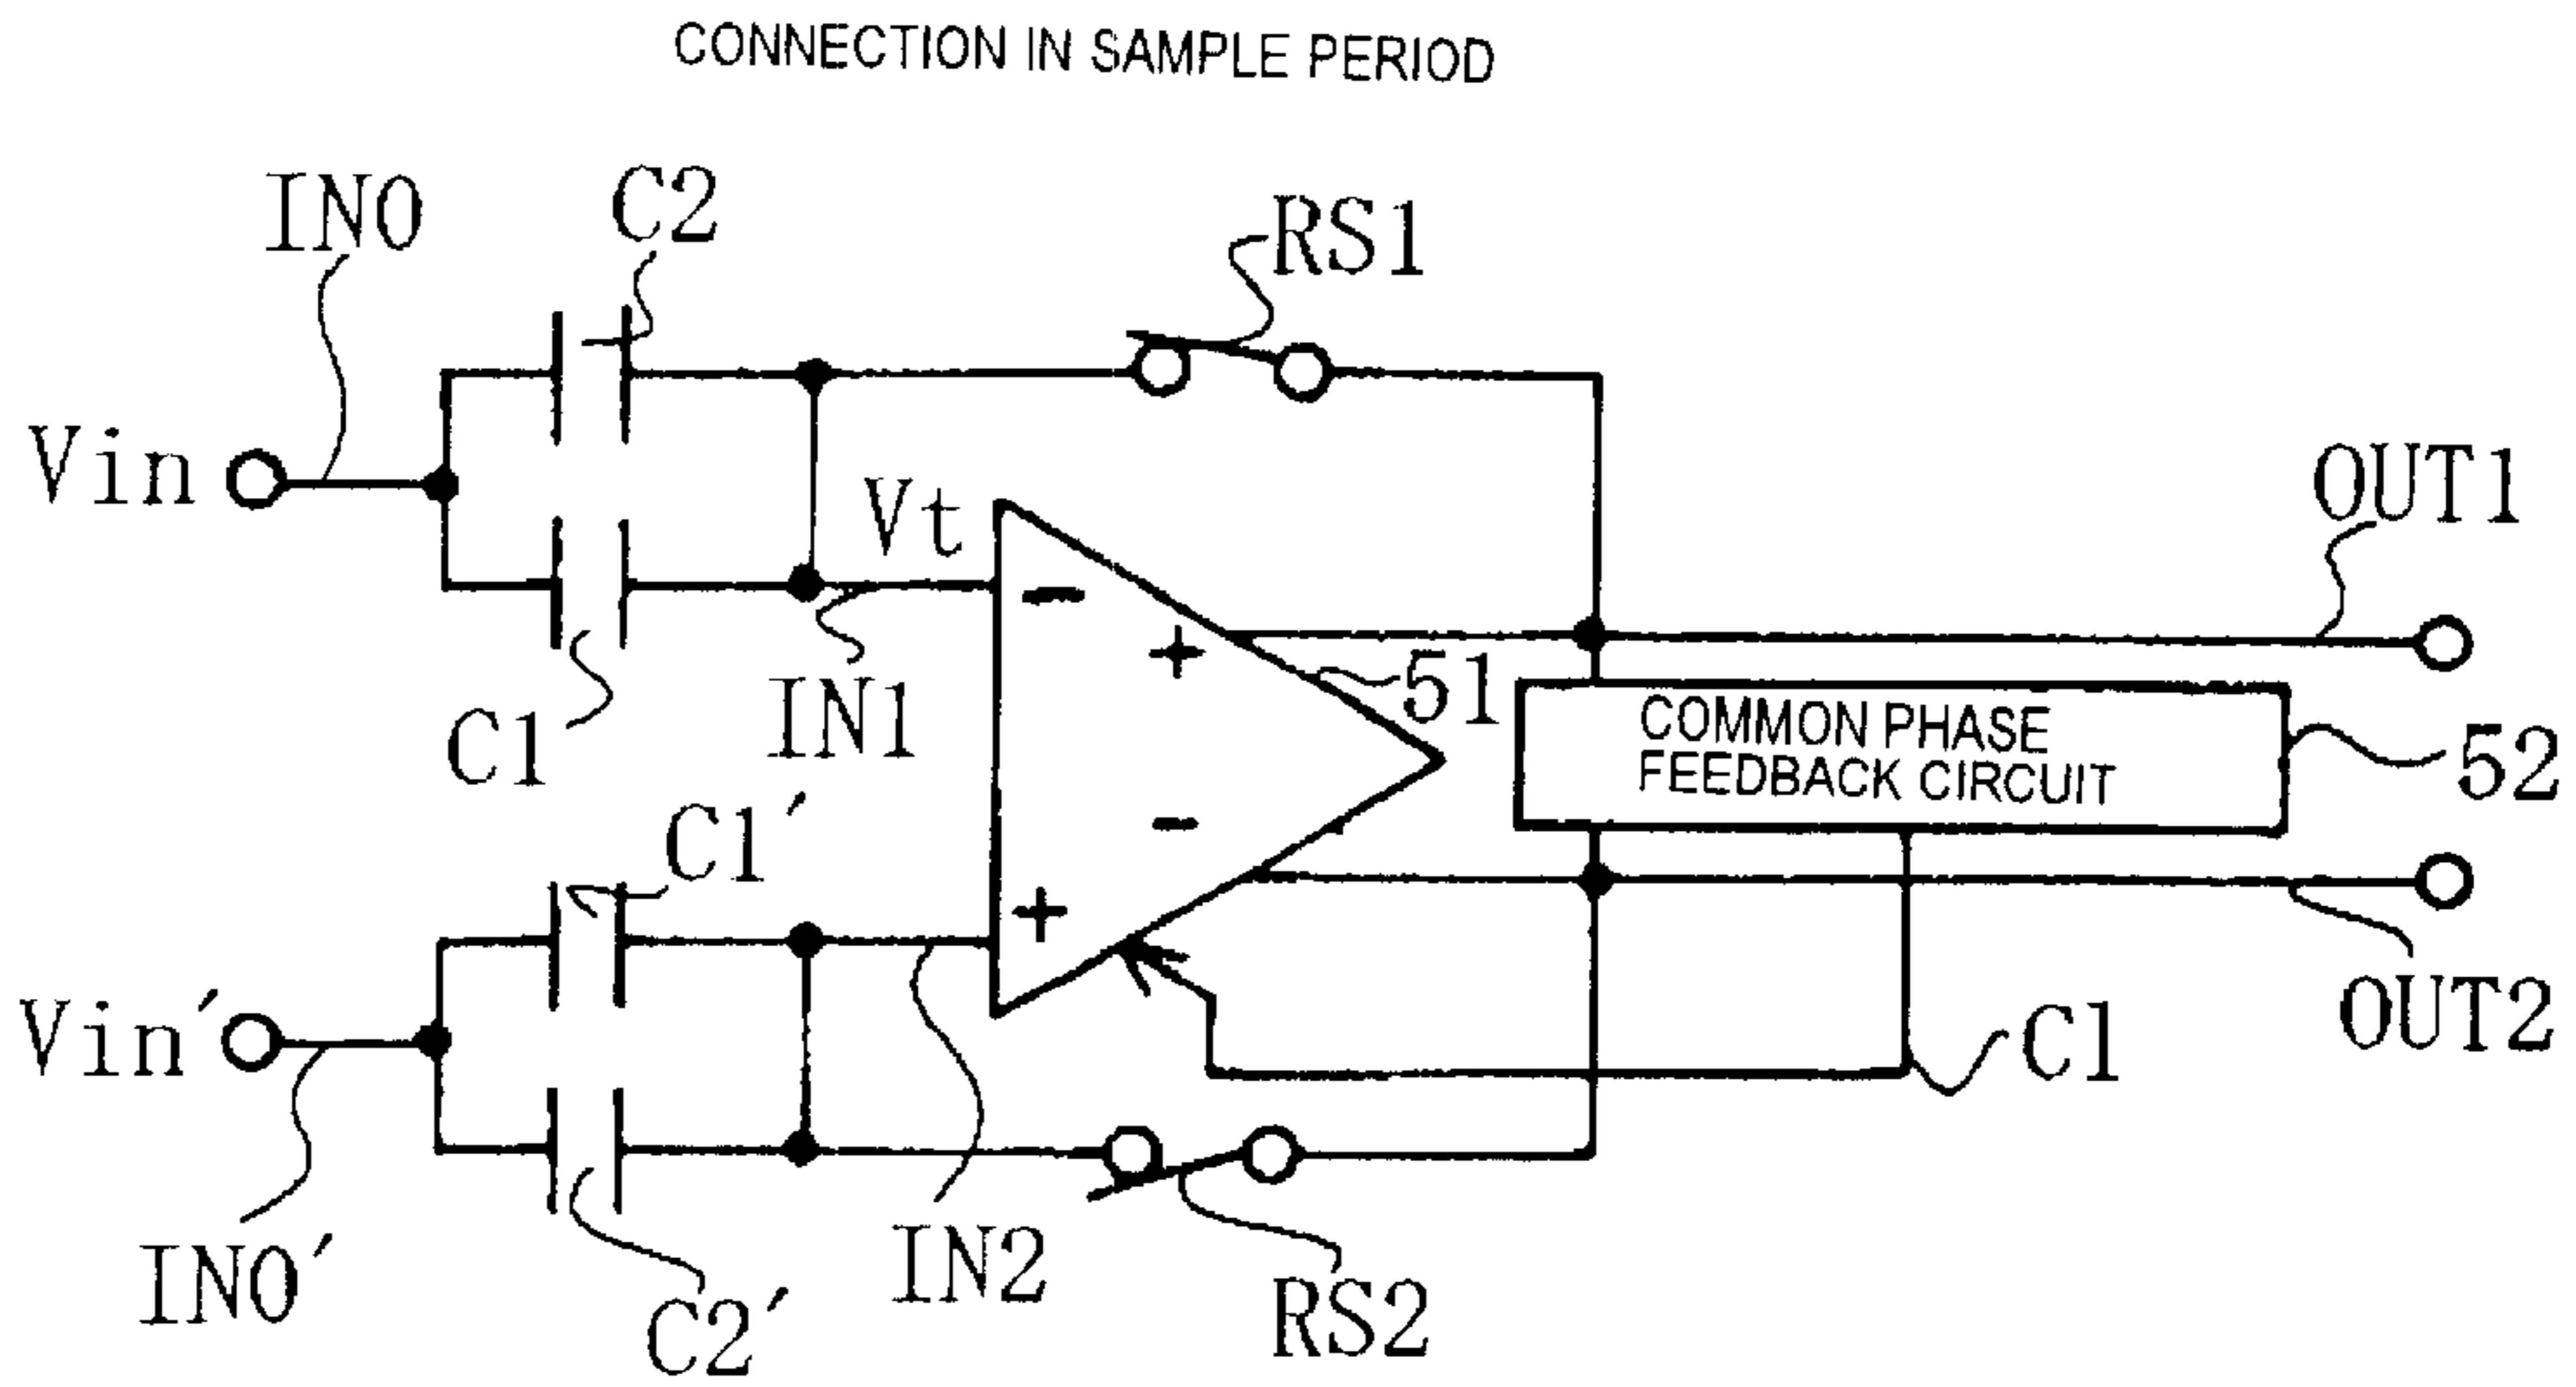 CONNECTION IN SAMPLE PERIOD
IN0
C2
RS1
Vin
Vt
OUT1
−
+
51
C1
IN1
COMMON PHASE
FEEDBACK CIRCUIT
52
C1′
−
+
Vin′
OUT2
Cl
IN0′
C2′
IN2
RS2